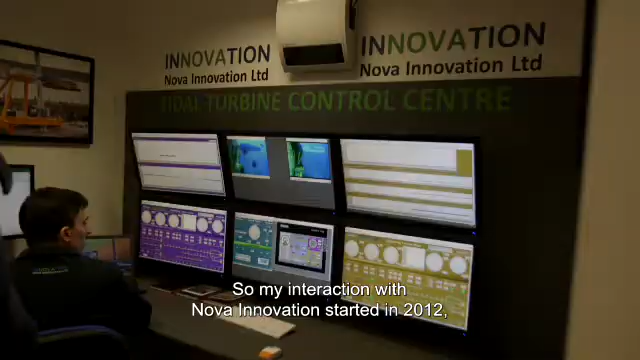 INNOVATION
Nova Innovation Ltd
INNOVATION
Nova Innovation Ltd
TIDAL TURBINE CONTROL CENTRE
So my interaction with
Nova Innovation started in 2012,